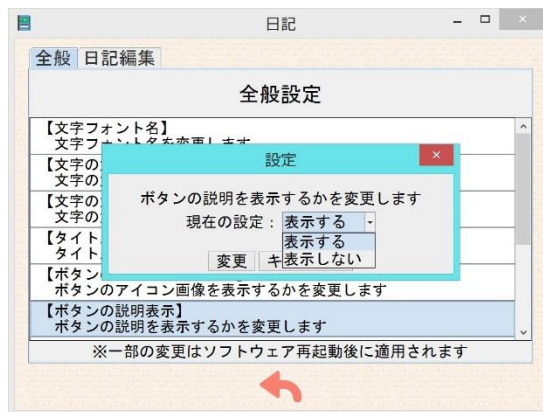 日記
全般 日記編集
全般設定
【文字フォント名】
文字フォント名を変更します
【文字の
文字の
【文字の
文字の
【タイト
タイト
【ボタン
ボタンのアイコン画像を表示するかを変更します
【ボタンの説明表示】
ボタンの説明を表示するかを変更します
※一部の変更はソフトウェア再起動後に適用されます
設定
ボタンの説明を表示するかを変更します
現在の設定：表示する
表示する
表示しない
変更 キ